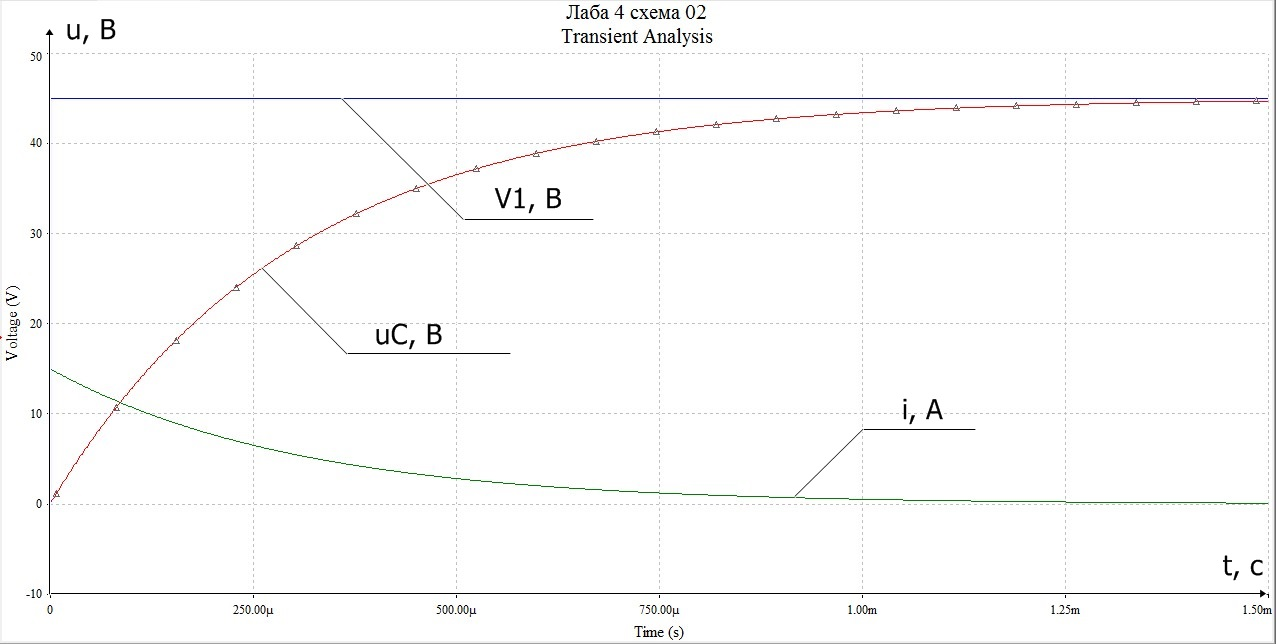 Лаба 4 схема 02
Transient Analysis
u, В
50
40
30
20
10
0
-10
Voltage (V)
V1, В
uC, В
i, А
t, с
0
250.00µ
500.00µ
750.00µ
1.00m
1.25m
1.50m
Time (s)